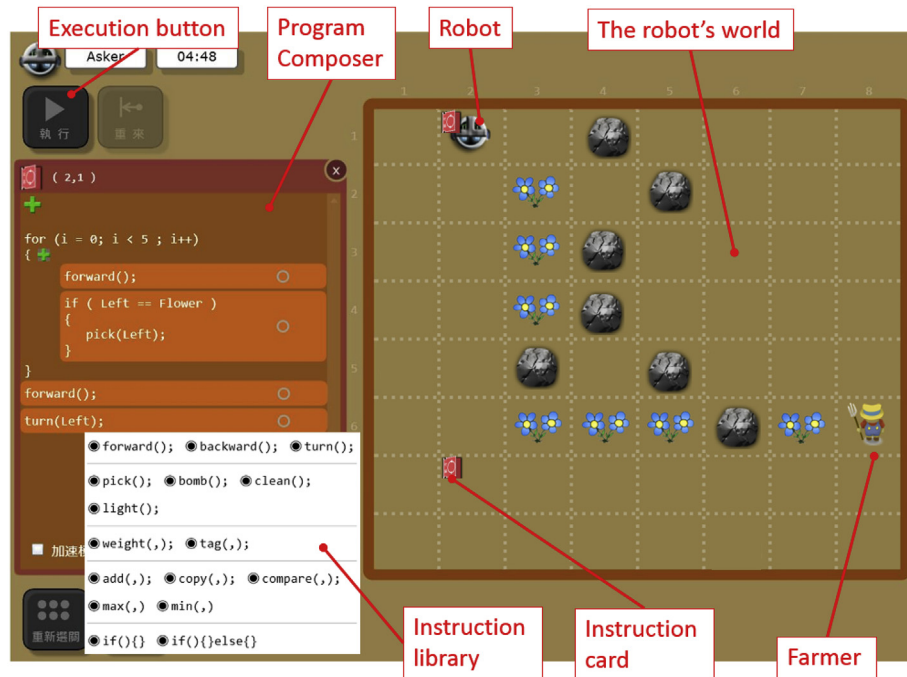 Execution button
Program
Composer
Robot
The robot's world
Asker
04:48
執行
重來
1 2 3 4 5 6 7 8
1
2
3
4
5
6
( 2,1 )
x
for (i = 0; i < 5 ; i++)
{
forward();
if ( Left == Flower )
{
pick(Left);
}
}
forward();
turn(Left);
forward(); backward(); turn();
pick(); bomb(); clean();
light();
weight(,); tag(,);
add(,); copy(,); compare(,);
max(,) min(,)
if(){} if(){}else{}
加速
重新選關
Instruction
library
Instruction
card
Farmer